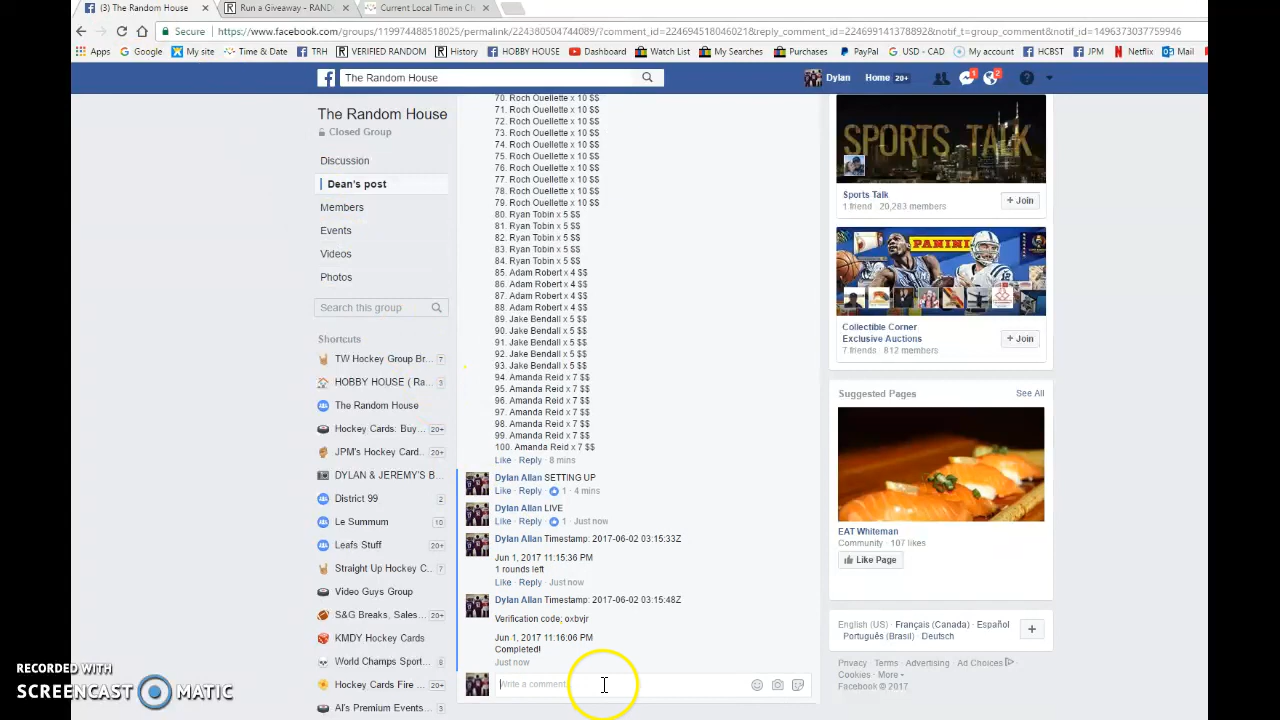 (3) The Random House
Run a Giveaway - RAND
Current Local Time in Ch
Secure
https://www.facebook.com/groups/119974488518025/permalink/224380504744089/?comment_id=224694518046021&reply_comment_id=224699141378892&notif_t=group_comment&notif_id=1496373037759946
Apps Google My site Time & Date TRH VERIFIED RANDOM History HOBBY HOUSE Dashboard Watch List My Searches Purchases PayPal USD - CAD My account HCBST JPM Netflix Mail
The Random House
Dylan Home 20+ 1 2
The Random House
Closed Group
Discussion
Dean's post
Members
Events
Videos
Photos
Search this group
Shortcuts
TW Hockey Group Br... 7
HOBBY HOUSE ( Ra... 3
The Random House
Hockey Cards: Buy... 20+
JPM's Hockey Card... 20+
DYLAN & JEREMY'S B...
District 99 2
Le Summum 10
Leafs Stuff 20+
Straight Up Hockey C... 7
Video Guys Group
S&G Breaks, Sales... 20+
KMDY Hockey Cards
World Champs Sport... 6
Hockey Cards Fire ... 20+
Al's Premium Events...
70. Roch Ouellette x 10 $$
71. Roch Ouellette x 10 $$
72. Roch Ouellette x 10 $$
73. Roch Ouellette x 10 $$
74. Roch Ouellette x 10 $$
75. Roch Ouellette x 10 $$
76. Roch Ouellette x 10 $$
77. Roch Ouellette x 10 $$
78. Roch Ouellette x 10 $$
79. Roch Ouellette x 10 $$
80. Ryan Tobin x 5 $$
81. Ryan Tobin x 5 $$
82. Ryan Tobin x 5 $$
83. Ryan Tobin x 5 $$
84. Ryan Tobin x 5 $$
85. Adam Robert x 4 $$
86. Adam Robert x 4 $$
87. Adam Robert x 4 $$
88. Adam Robert x 4 $$
89. Jake Bendall x 5 $$
90. Jake Bendall x 5 $$
91. Jake Bendall x 5 $$
92. Jake Bendall x 5 $$
93. Jake Bendall x 5 $$
94. Amanda Reid x 7 $$
95. Amanda Reid x 7 $$
96. Amanda Reid x 7 $$
97. Amanda Reid x 7 $$
98. Amanda Reid x 7 $$
99. Amanda Reid x 7 $$
100. Amanda Reid x 7 $$
Like · Reply · 8 mins
Dylan Allan SETTING UP
Like · Reply · 1 · 4 mins
Dylan Allan LIVE
Like · Reply · 1 · Just now
Dylan Allan Timestamp: 2017-06-02 03:15:33Z
Jun 1, 2017 11:15:36 PM
1 rounds left
Like · Reply · Just now
Dylan Allan Timestamp: 2017-06-02 03:15:48Z
Verification code: oxbvjr
Jun 1, 2017 11:16:06 PM
Completed!
Just now
Write a comment
SPORTS TALK
Sports Talk
1 friend · 20,283 members
+ Join
PANINI
Collectible Corner
Exclusive Auctions
7 friends · 812 members
+ Join
Suggested Pages See All
EAT Whiteman
Community · 107 likes
Like Page
English (US) · Français (Canada) · Español ·
Português (Brasil) · Deutsch
Privacy · Terms · Advertising · Ad Choices ·
Cookies · More
Facebook © 2017
RECORDED WITH
SCREENCAST MATIC